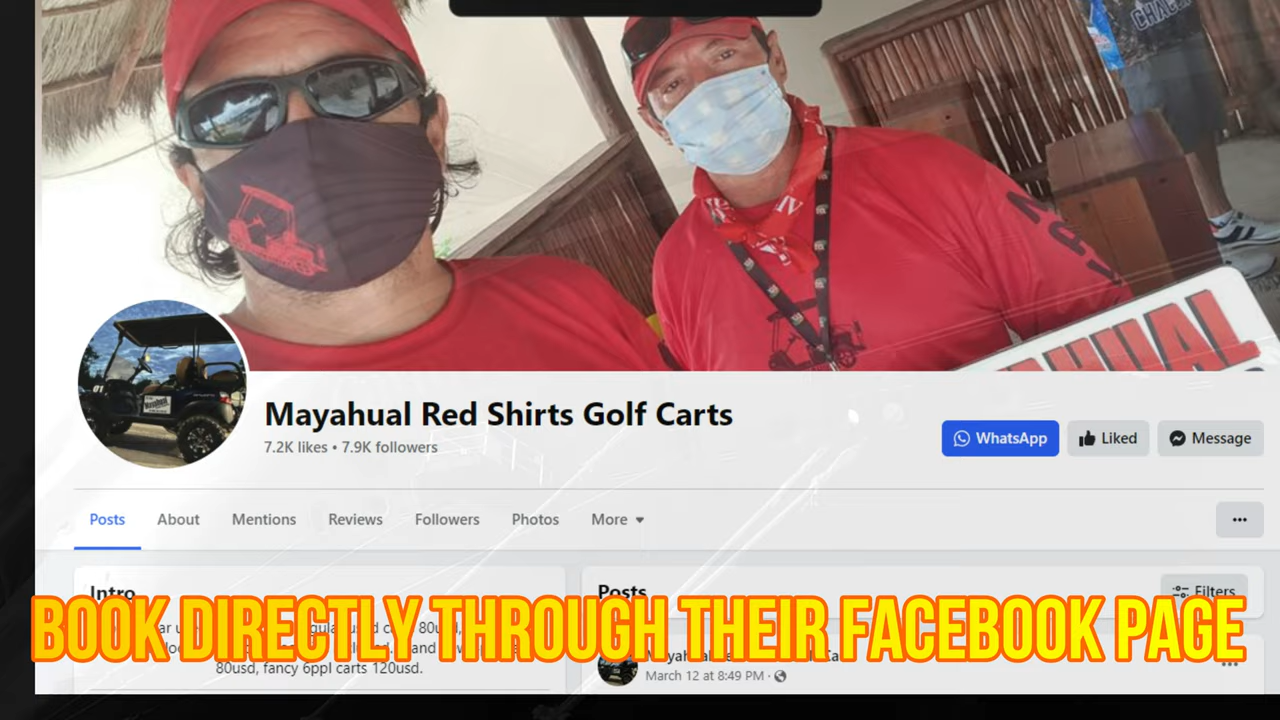 Mayahual Red Shirts Golf Carts
7.2K likes • 7.9K followers
WhatsApp
Liked
Message
Posts
About
Mentions
Reviews
Followers
Photos
More
Intro
Posts
Filters
BOOK DIRECTLY THROUGH THEIR FACEBOOK PAGE
80usd, fancy 6ppl carts 120usd.
March 12 at 8:49 PM